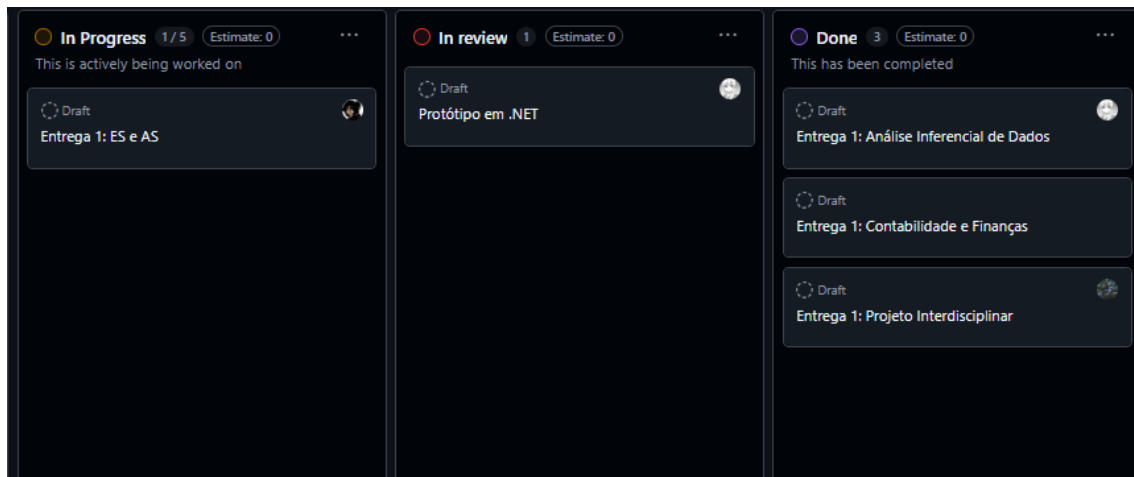 In Progress 1 / 5 Estimate: 0 ...
This is actively being worked on
Draft
Entrega 1: ES e AS
In review 1 Estimate: 0 ...
Draft
Protótipo em .NET
Done 3 Estimate: 0 ...
This has been completed
Draft
Entrega 1: Análise Inferencial de Dados
Draft
Entrega 1: Contabilidade e Finanças
Draft
Entrega 1: Projeto Interdisciplinar